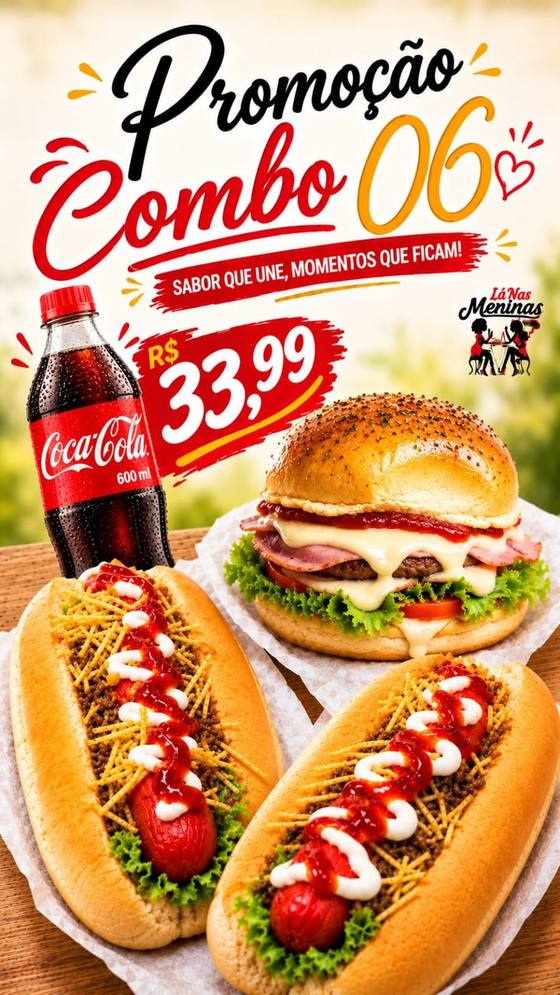 Promoção
Combo 06
SABOR QUE UNE, MOMENTOS QUE FICAM!
Lá Nas
Meninas
R$
33,99
Coca-Cola
600 ml